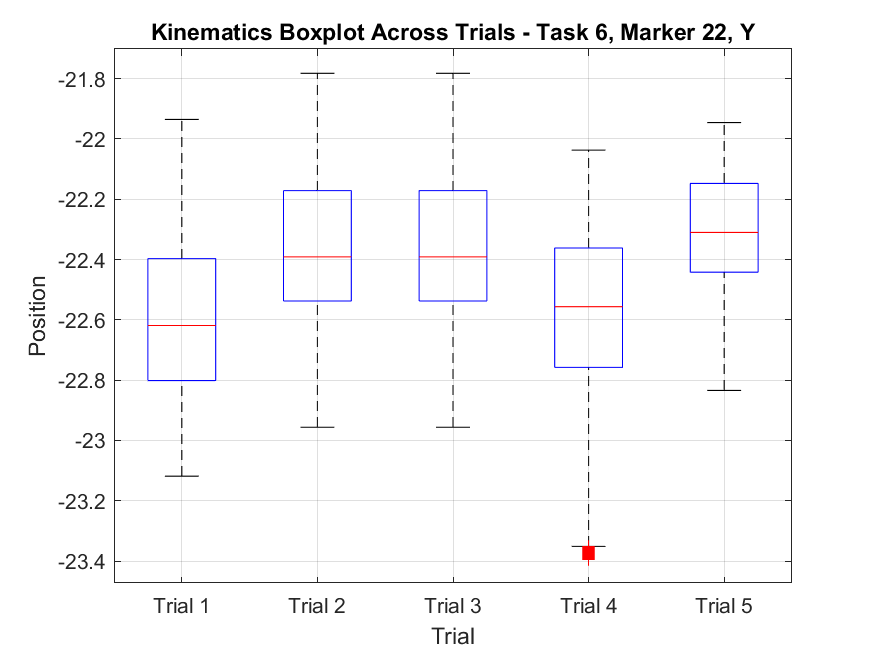 Kinematics Boxplot Across Trials - Task 6, Marker 22, Y
-21.8
-22
-22.2
-22.4
-22.6
-22.8
-23
-23.2
-23.4
Position
Trial 1 Trial 2 Trial 3 Trial 4 Trial 5
Trial